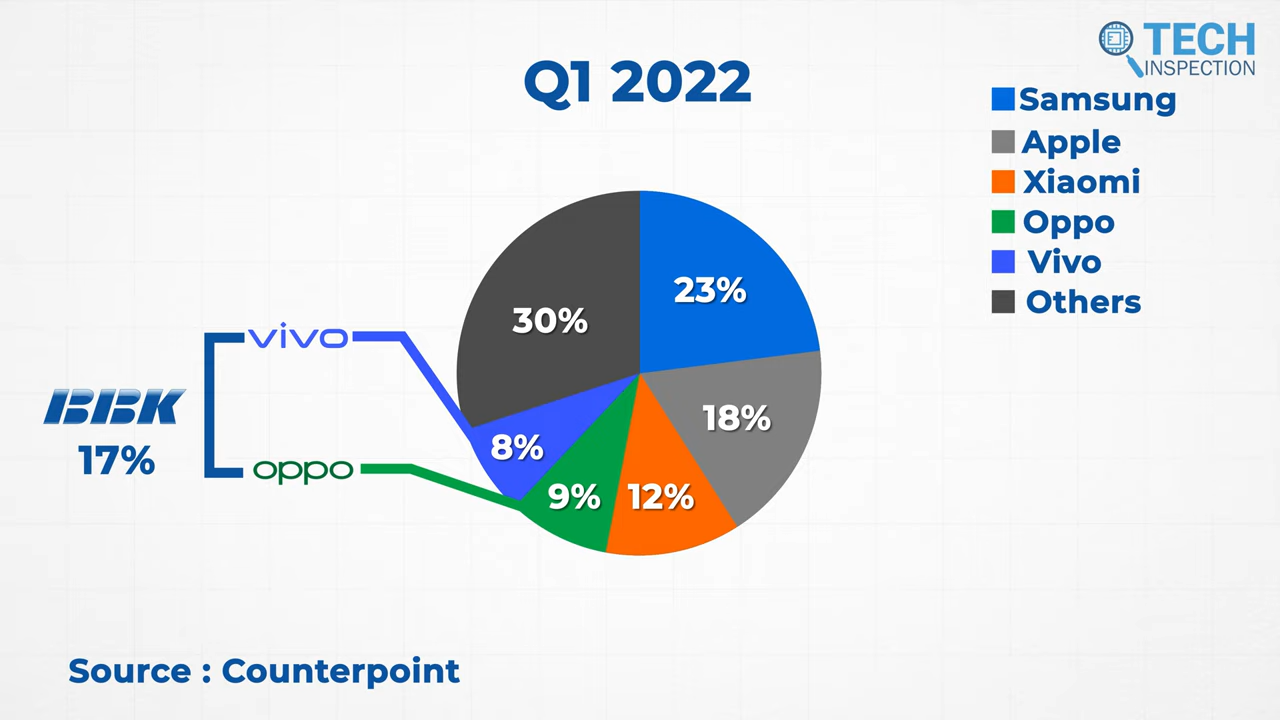 TECH
INSPECTION
Q1 2022
Samsung
Apple
Xiaomi
Oppo
Vivo
Others
23%
30%
18%
8%
9%
12%
vivo
BBK
17%
oppo
Source : Counterpoint